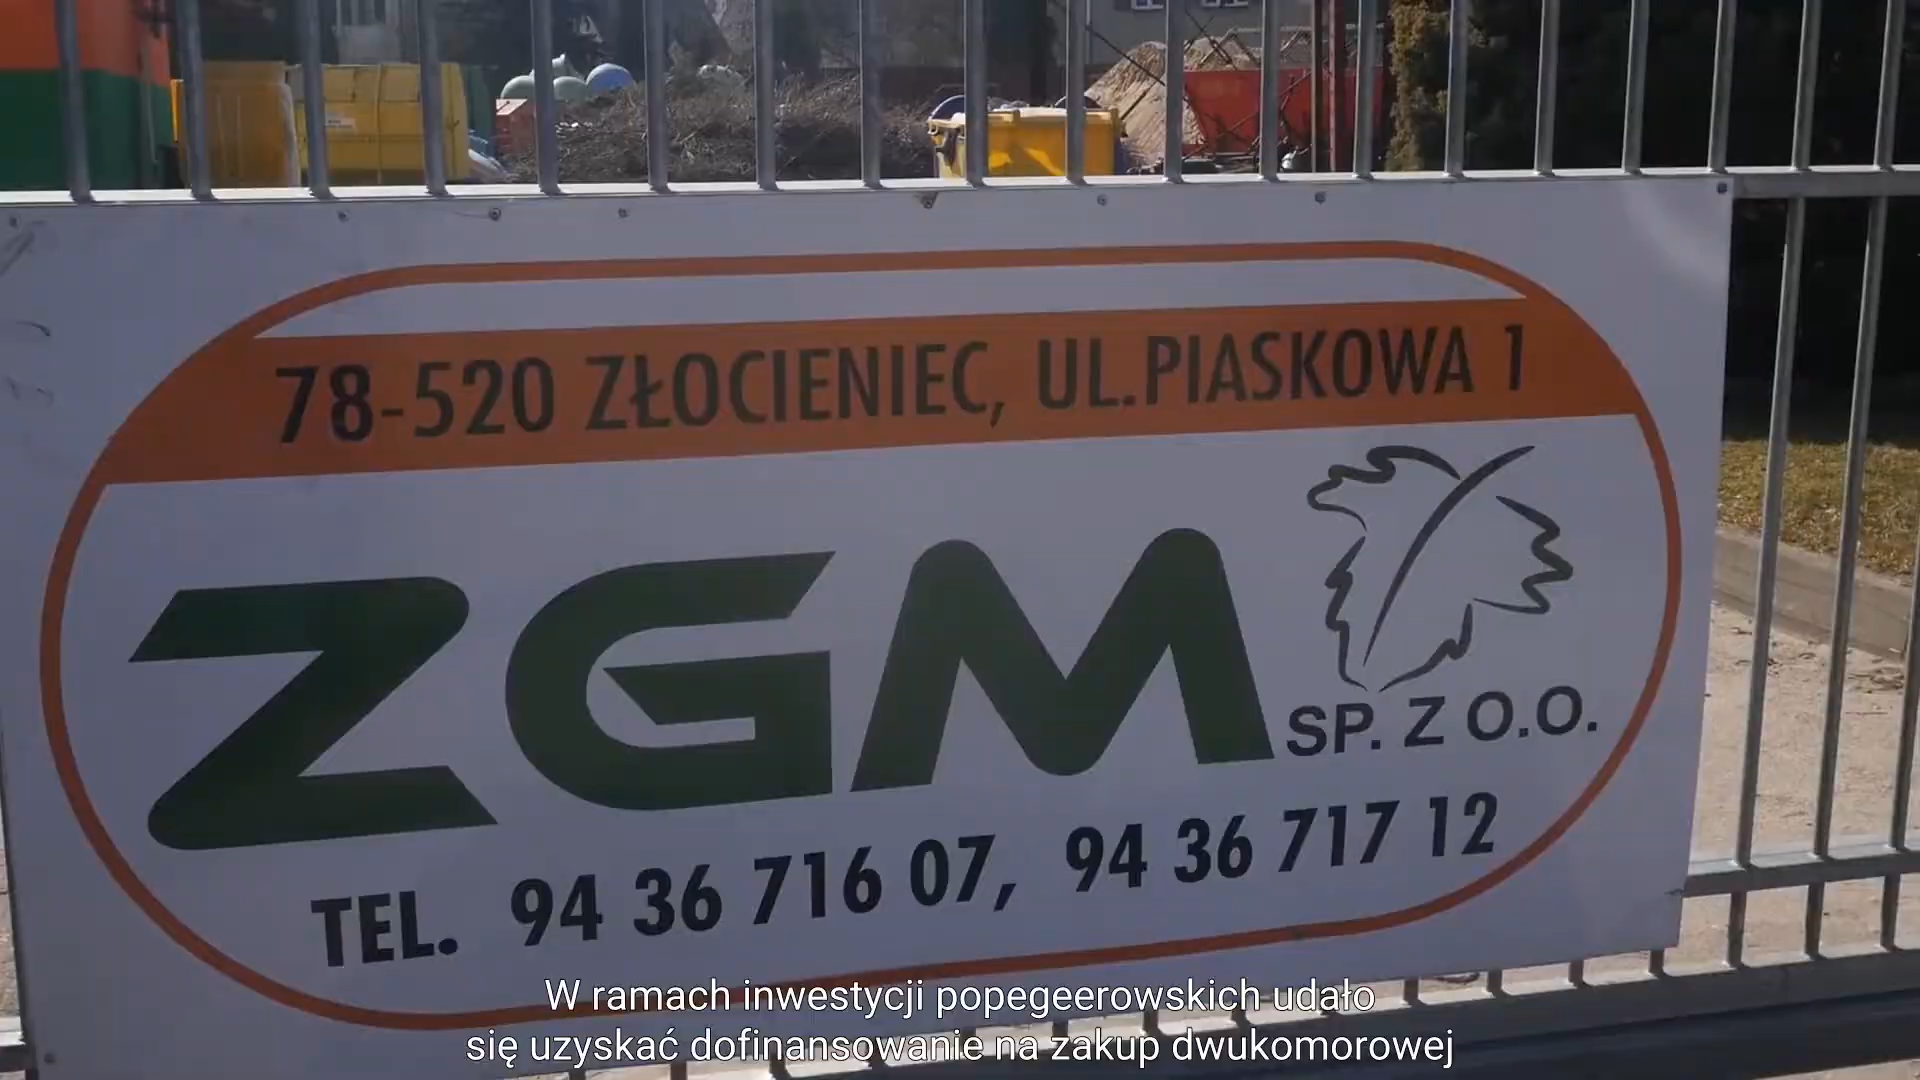 78-520 ZŁOCIENIEC, UL.PIASKOWA 1
ZGM
SP. Z O.O.
TEL. 94 36 716 07, 94 36 717 12
W ramach inwestycji popegeerowskich udało
się uzyskać dofinansowanie na zakup dwukomorowej